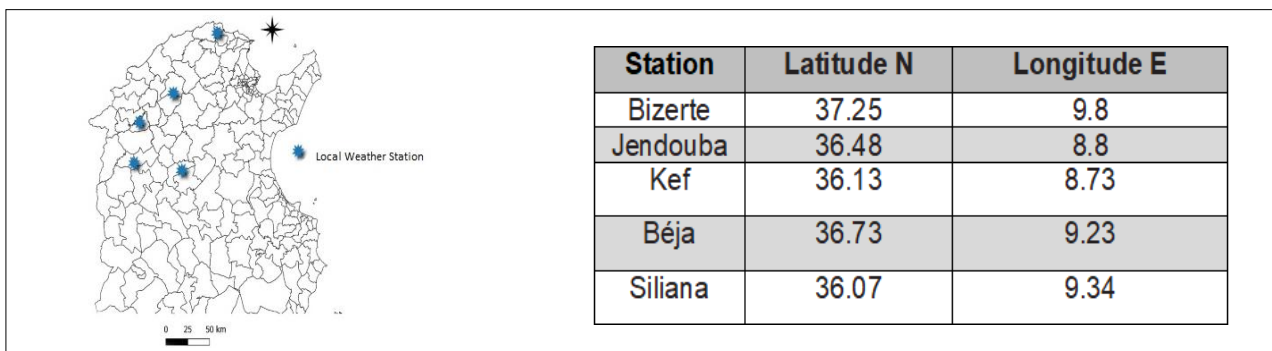 Local Weather Station
0 25 50 km
Station Latitude N Longitude E
Bizerte 37.25 9.8
Jendouba 36.48 8.8
Kef 36.13 8.73
Béja 36.73 9.23
Siliana 36.07 9.34